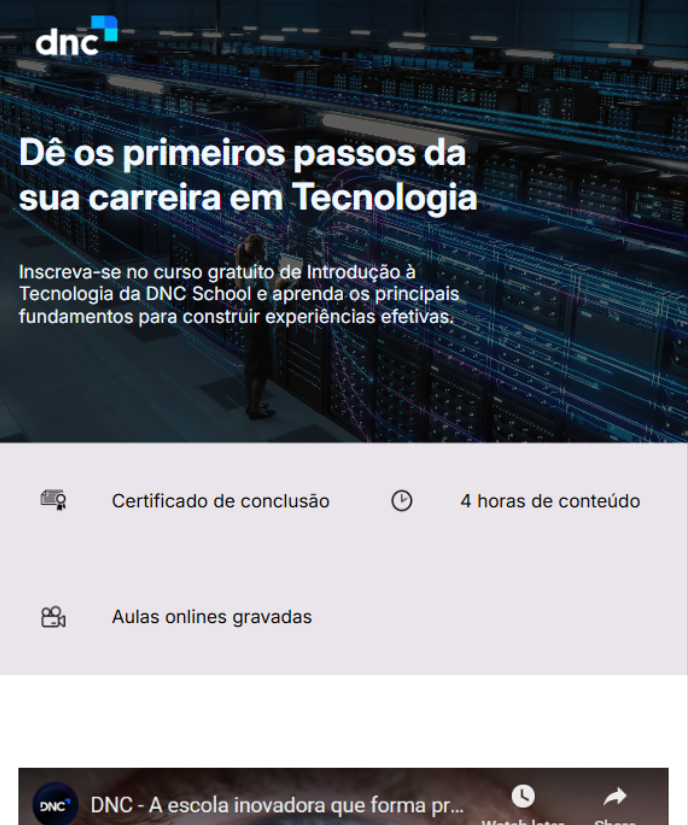 dnc
Dê os primeiros passos da
sua carreira em Tecnologia
Inscreva-se no curso gratuito de Introdução à
Tecnologia da DNC School e aprenda os principais
fundamentos para construir experiências efetivas.
Certificado de conclusão
4 horas de conteúdo
Aulas onlines gravadas
DNC
DNC - A escola inovadora que forma pr...
Watch later
Share